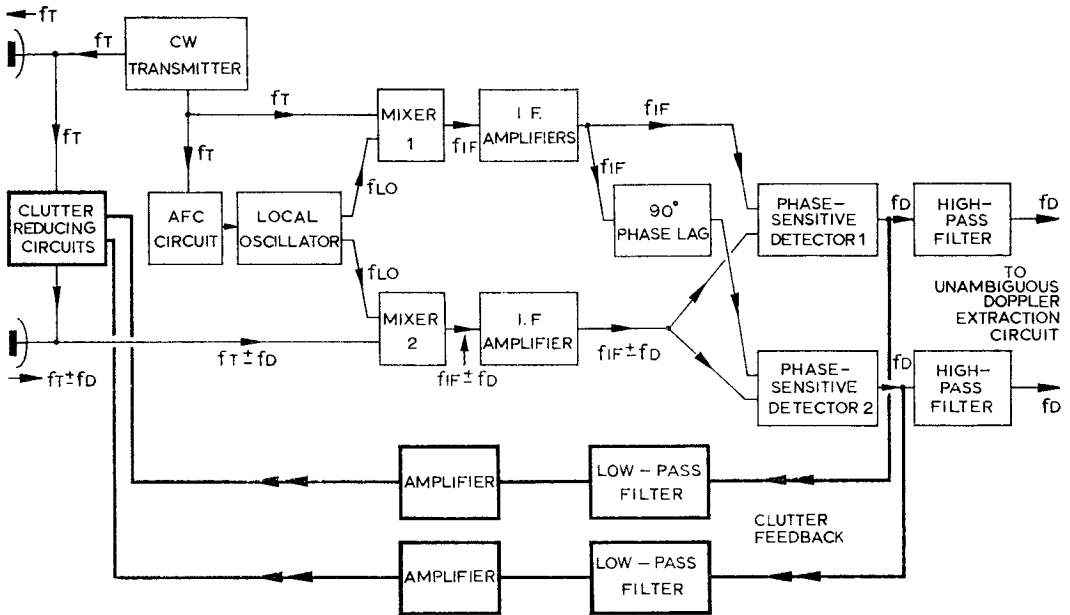 fT
fT
CW
TRANSMITTER
fT
fT
fT
MIXER
1
fIF
I.F.
AMPLIFIERS
fIF
fIF
fLO
CLUTTER
REDUCING
CIRCUITS
AFC
CIRCUIT
LOCAL
OSCILLATOR
90°
PHASE LAG
PHASE-
SENSITIVE
DETECTOR 1
fD
HIGH-
PASS
FILTER
fD
fLO
TO
UNAMBIGUOUS
DOPPLER
EXTRACTION
CIRCUIT
MIXER
2
I.F
AMPLIFIER
fT±fD
fIF±fD
fIF±fD
fT±fD
PHASE-
SENSITIVE
DETECTOR 2
fD
HIGH-
PASS
FILTER
fD
AMPLIFIER
LOW-PASS
FILTER
CLUTTER
FEEDBACK
AMPLIFIER
LOW-PASS
FILTER